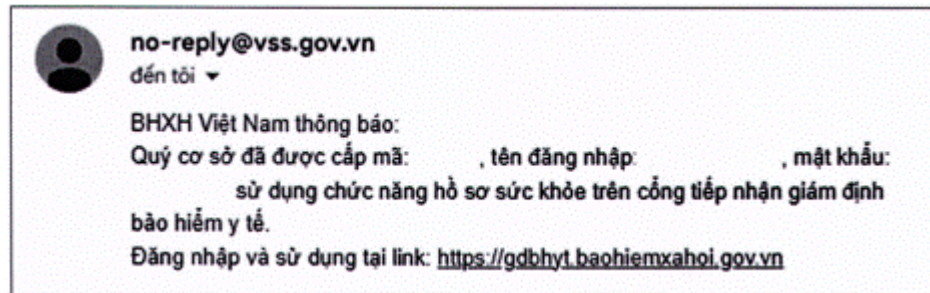 no-reply@vss.gov.vn
đến tôi
BHXH Việt Nam thông báo:
Quý cơ sở đã được cấp mã: , tên đăng nhập: , mật khẩu:
sử dụng chức năng hồ sơ sức khỏe trên cổng tiếp nhận giám định
bảo hiểm y tế.
Đăng nhập và sử dụng tại link: https://gdbhyt.baohiemxahoi.gov.vn